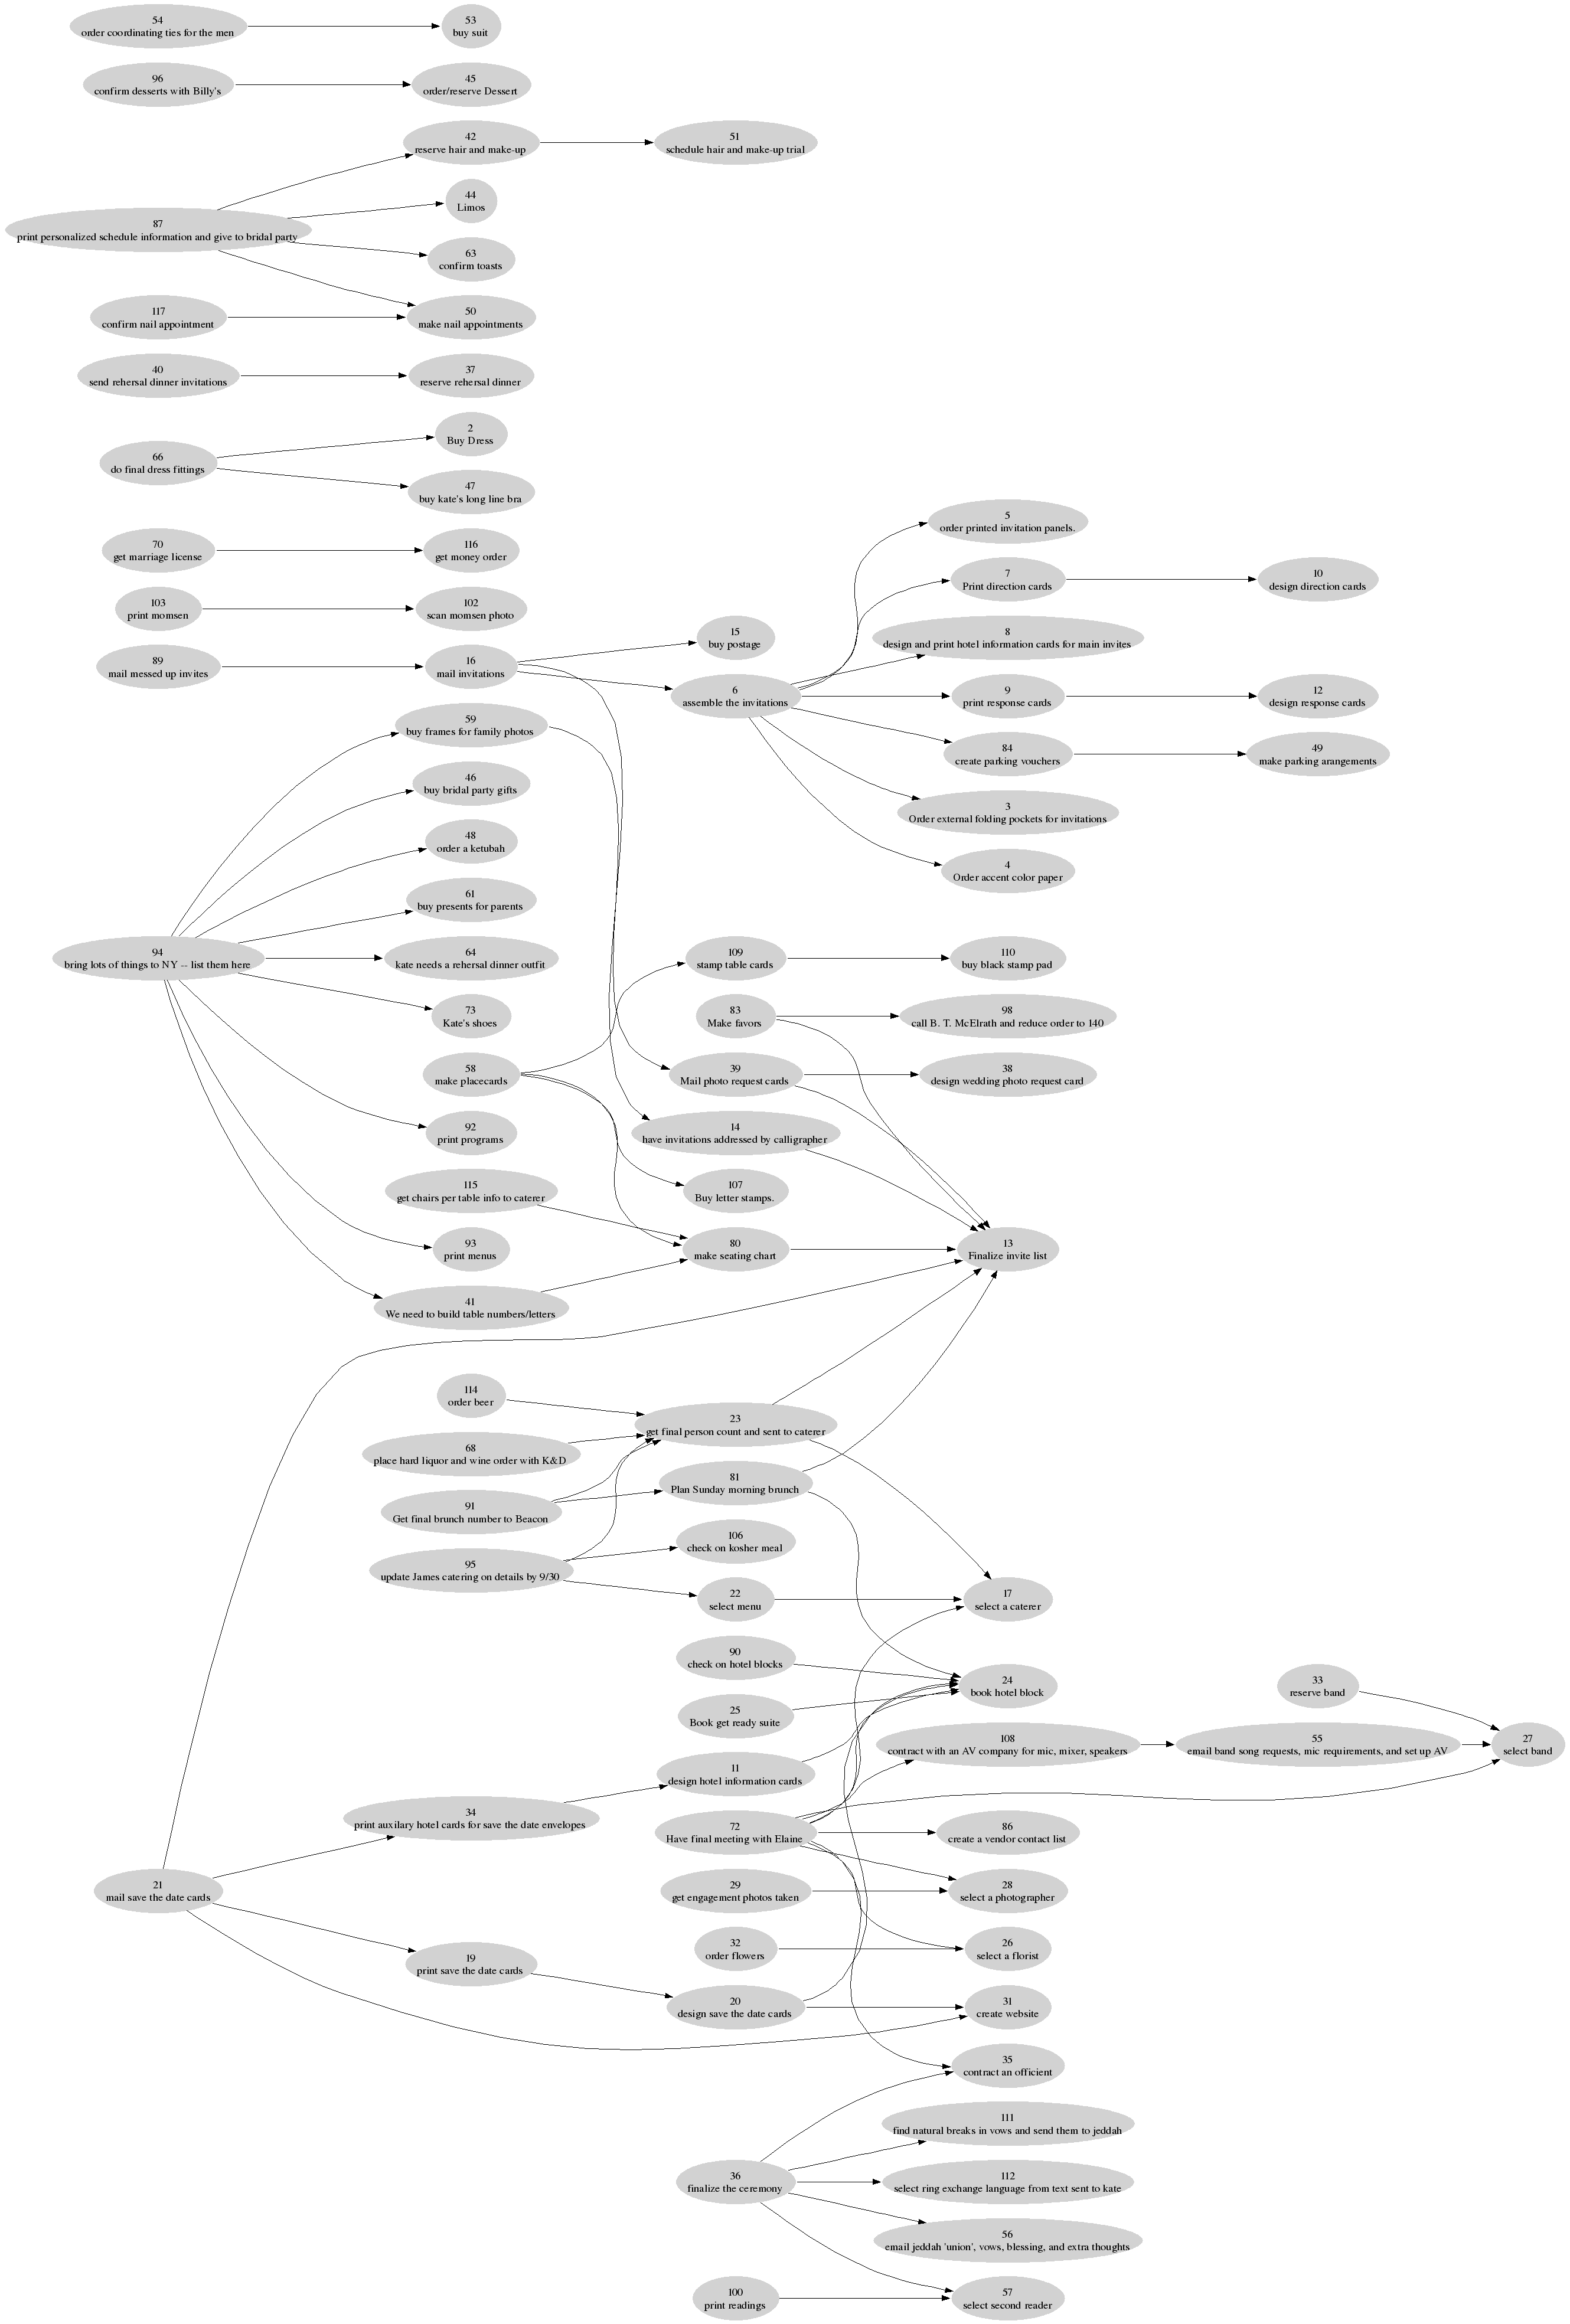 54
order coordinating ties for the men
53
buy suit
96
confirm desserts with Billy's
45
order/reserve Dessert
42
reserve hair and make-up
51
schedule hair and make-up trial
44
Limos
87
print personalized schedule information and give to bridal party
63
confirm toasts
117
confirm nail appointment
50
make nail appointments
40
send rehersal dinner invitations
37
reserve rehersal dinner
2
Buy Dress
66
do final dress fittings
47
buy kate's long line bra
5
order printed invitation panels.
70
get marriage license
116
get money order
7
Print direction cards
10
design direction cards
103
print momsen
102
scan momsen photo
15
buy postage
8
design and print hotel information cards for main invites
89
mail messed up invites
16
mail invitations
6
assemble the invitations
9
print response cards
12
design response cards
59
buy frames for family photos
84
create parking vouchers
49
make parking arangements
46
buy bridal party gifts
3
Order external folding pockets for invitations
48
order a ketubah
4
Order accent color paper
61
buy presents for parents
94
bring lots of things to NY -- list them here
64
kate needs a rehersal dinner outfit
109
stamp table cards
110
buy black stamp pad
73
Kate's shoes
83
Make favors
98
call B. T. McElrath and reduce order to 140
58
make placecards
39
Mail photo request cards
38
design wedding photo request card
92
print programs
14
have invitations addressed by calligrapher
115
get chairs per table info to caterer
107
Buy letter stamps.
93
print menus
80
make seating chart
13
Finalize invite list
41
We need to build table numbers/letters
114
order beer
23
get final person count and sent to caterer
68
place hard liquor and wine order with K&D
81
Plan Sunday morning brunch
91
Get final brunch number to Beacon
106
check on kosher meal
95
update James catering on details by 9/30
22
select menu
17
select a caterer
90
check on hotel blocks
24
book hotel block
33
reserve band
25
Book get ready suite
108
contract with an AV company for mic, mixer, speakers
55
email band song requests, mic requirements, and set up AV
27
select band
11
design hotel information cards
34
print auxilary hotel cards for save the date envelopes
72
Have final meeting with Elaine
86
create a vendor contact list
21
mail save the date cards
29
get engagement photos taken
28
select a photographer
32
order flowers
26
select a florist
19
print save the date cards
20
design save the date cards
31
create website
35
contract an officient
111
find natural breaks in vows and send them to jeddah
36
finalize the ceremony
112
select ring exchange language from text sent to kate
56
email jeddah 'union', vows, blessing, and extra thoughts
100
print readings
57
select second reader